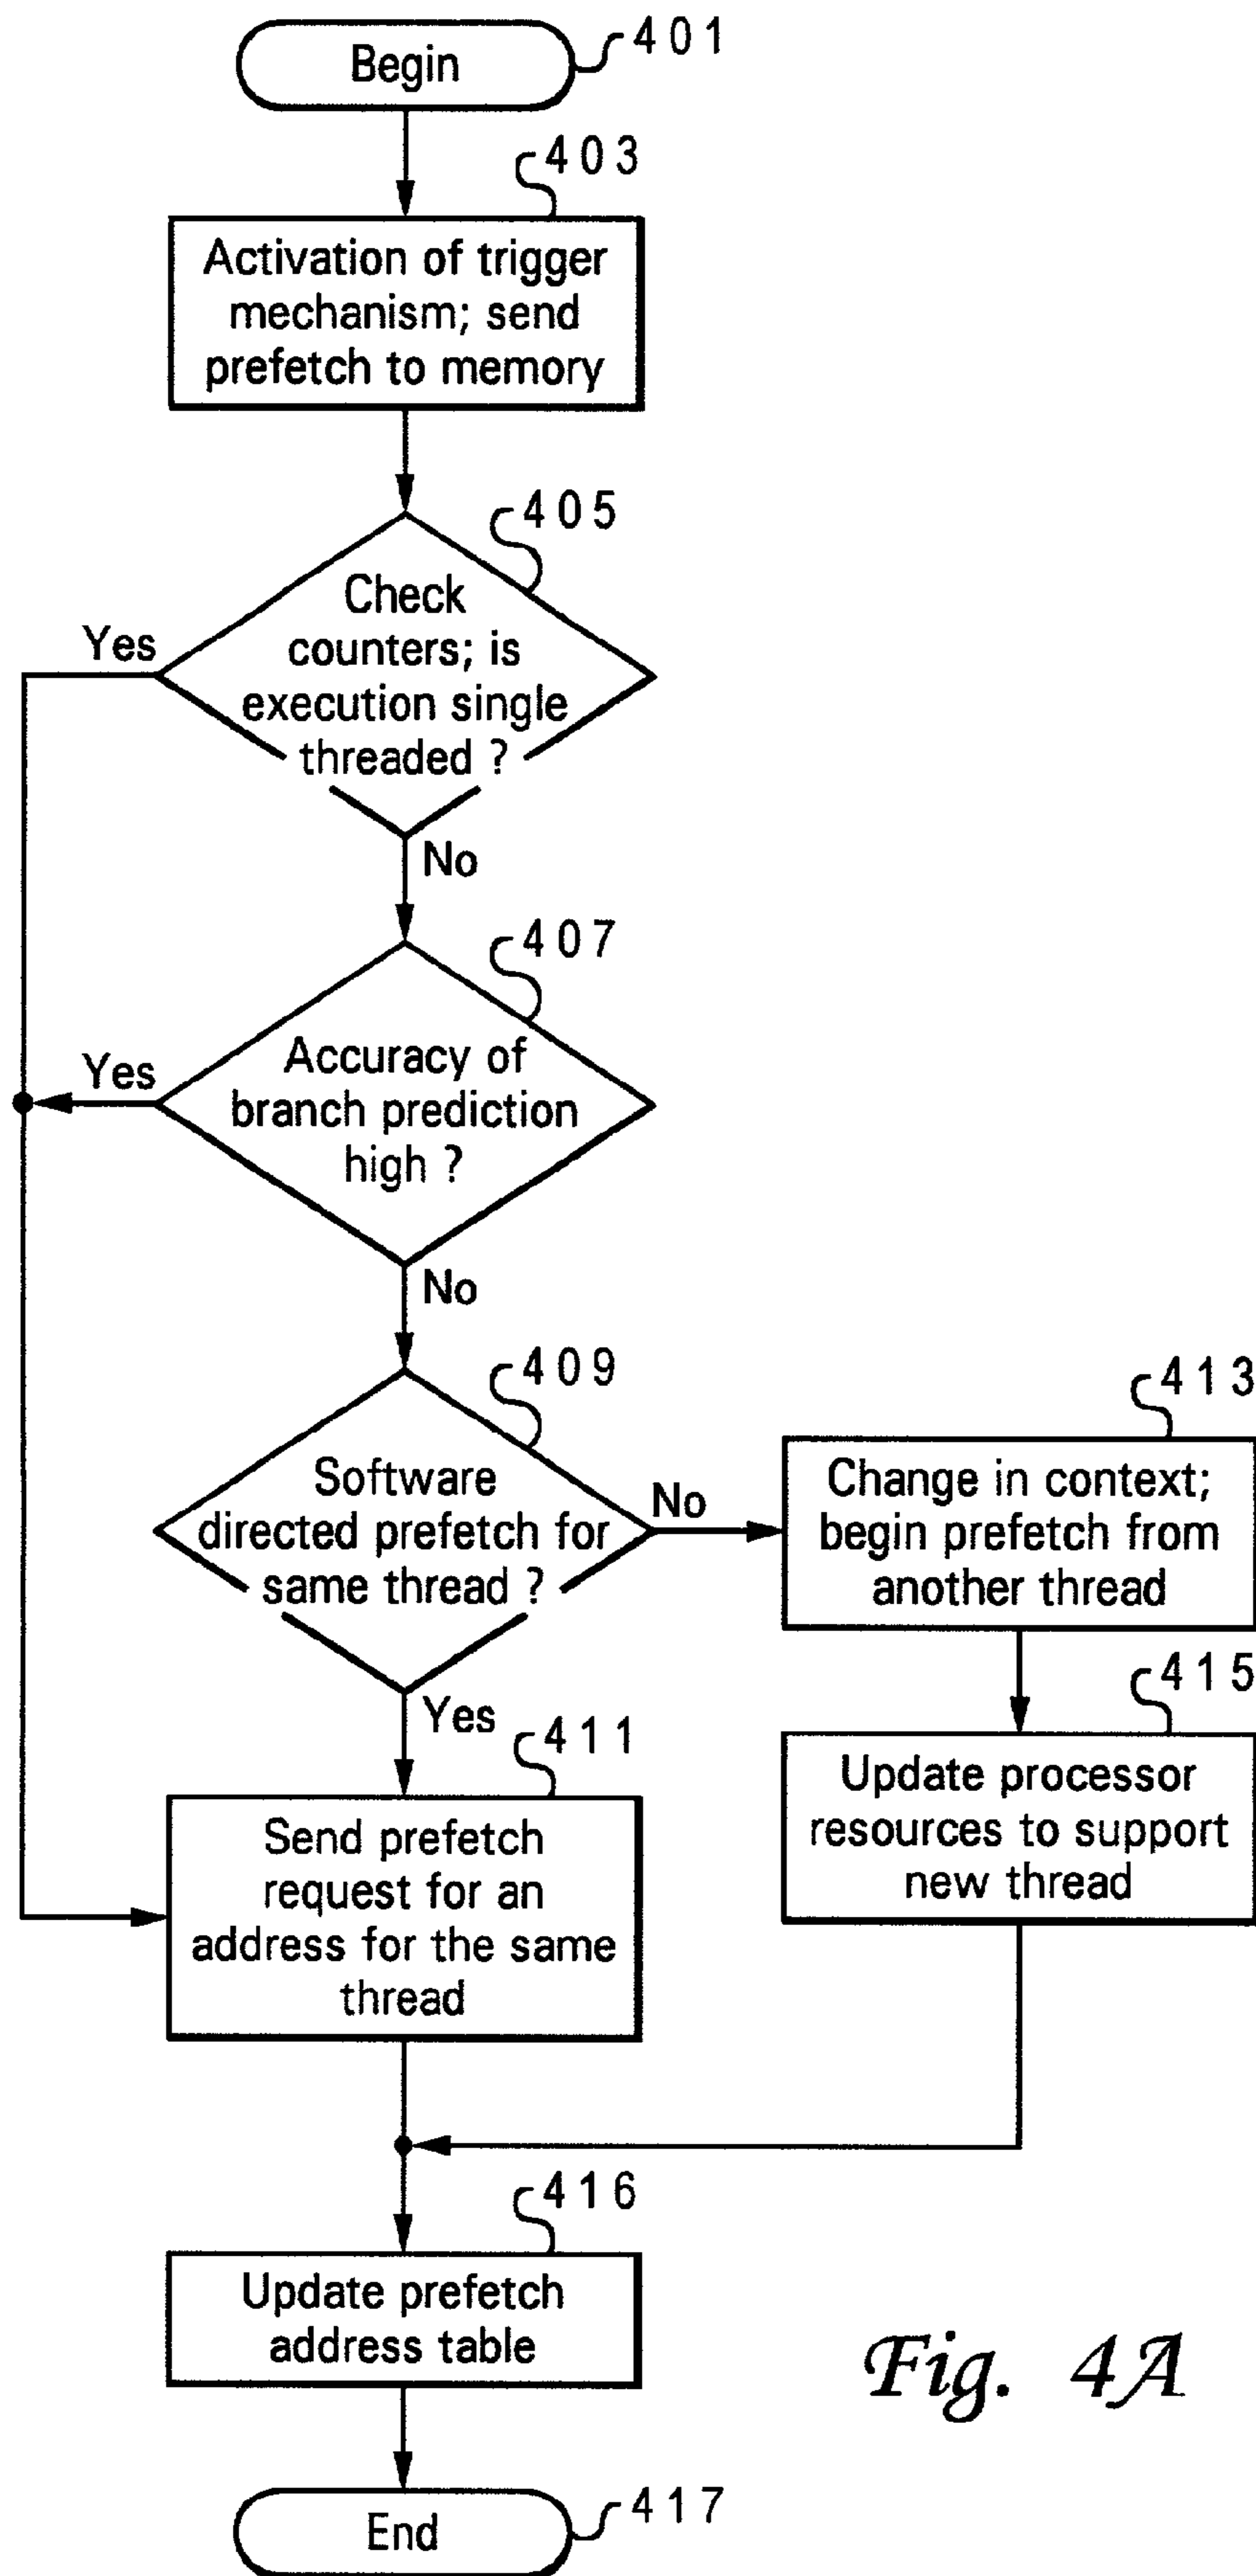 Begin
401
403
Activation of trigger
mechanism; send
prefetch to memory
405
Check
counters; is
execution single
threaded ?
Yes
No
407
Accuracy of
branch prediction
high ?
Yes
No
409
Software
directed prefetch for
same thread ?
No
Yes
413
Change in context;
begin prefetch from
another thread
415
Update processor
resources to support
new thread
411
Send prefetch
request for an
address for the same
thread
416
Update prefetch
address table
End
417
Fig. 4A